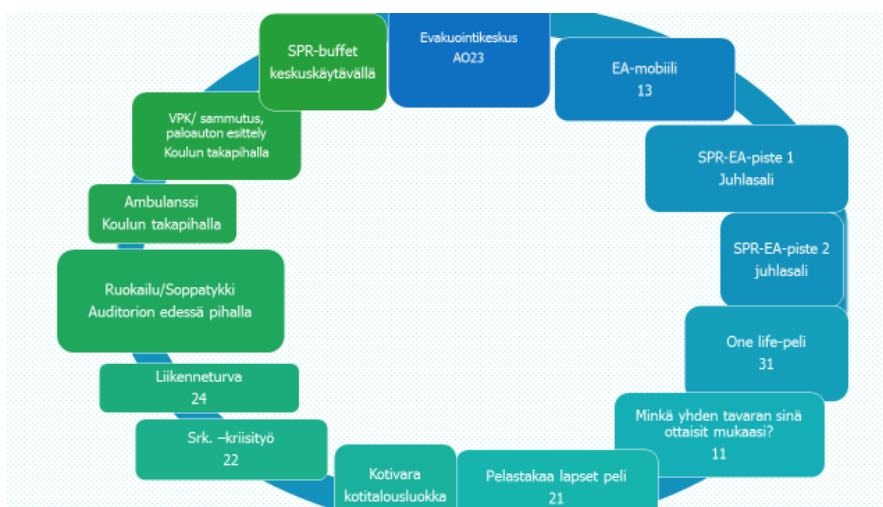 Evakuointikeskus
AO23
EA-mobiili
13
SPR-EA-piste 1
Juhlasali
SPR-EA-piste 2
juhlasali
One life-peli
31
Minkä yhden tavaran sinä
ottaisit mukaasi?
11
Pelastakaa lapset peli
21
Kotivara
kotitalousluokka
Srk. –kriisityö
22
Liikenneturva
24
Ruokailu/Soppatykki
Auditorion edessä pihalla
Ambulanssi
Koulun takapihalla
VPK/ sammutus,
paloauton esittely
Koulun takapihalla
SPR-buffet
keskuskäytävällä